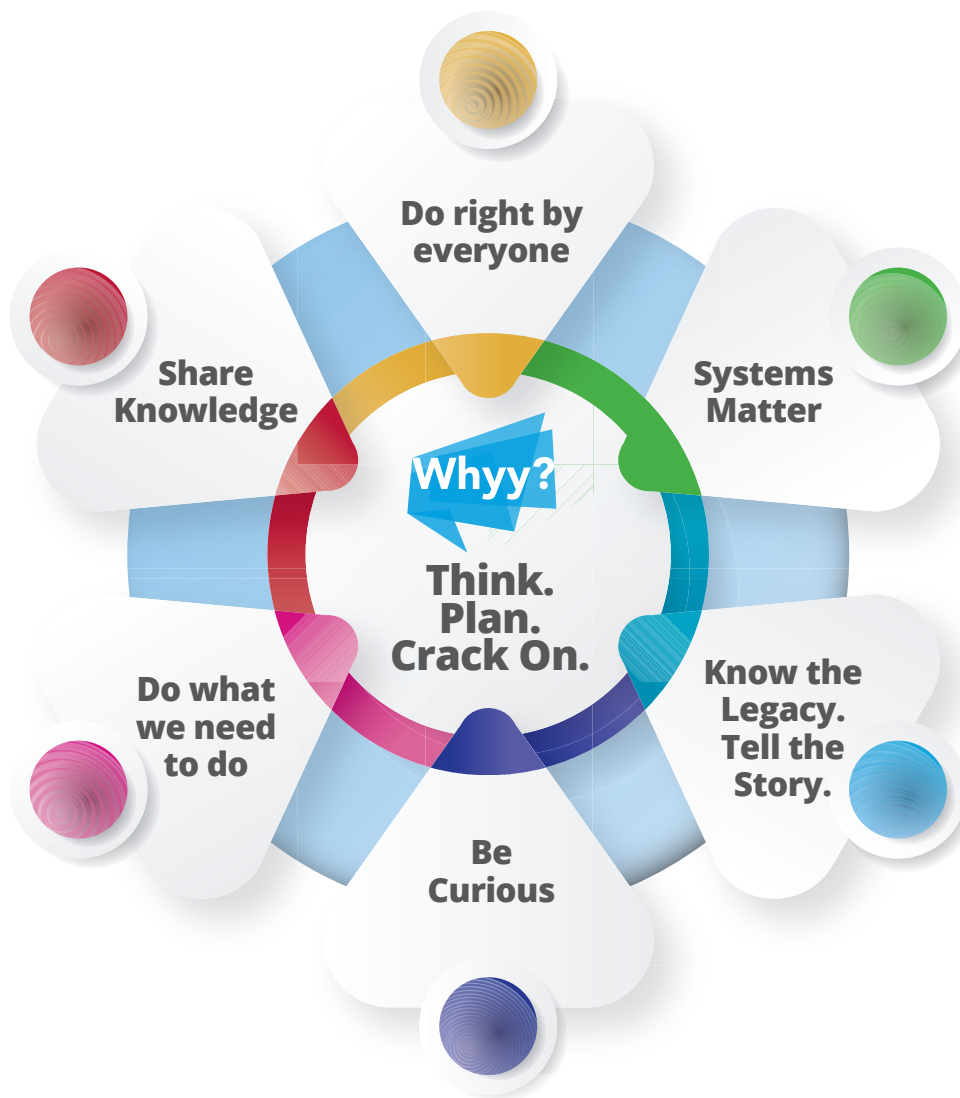 Do right by
everyone
Systems
Matter
Know the
Legacy.
Tell the
Story.
Be
Curious
Do what
we need
to do
Share
Knowledge
Whyy?
Think.
Plan.
Crack On.